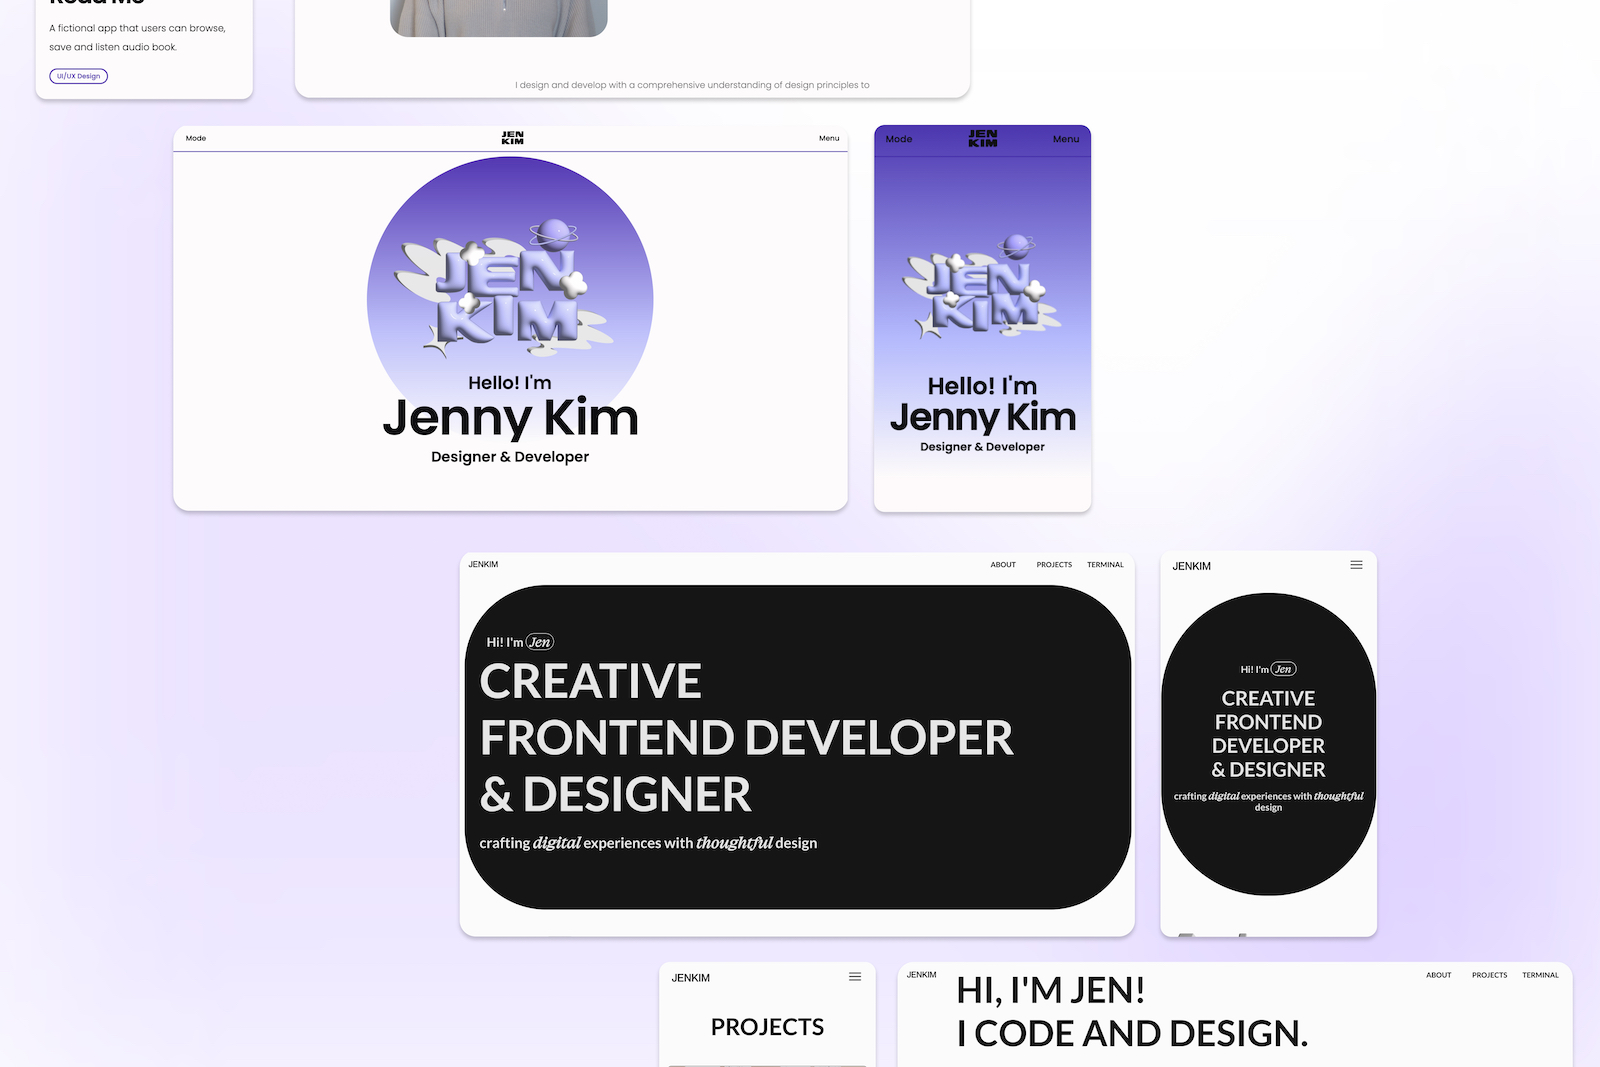 Read Me
A fictional app that users can browse,
save and listen audio book.
UI/UX Design
I design and develop with a comprehensive understanding of design principles to
Mode
JEN
KIM
Menu
JEN
KIM
Hello! I'm
Jenny Kim
Designer & Developer
Mode
JEN
KIM
Menu
JEN
KIM
Hello! I'm
Jenny Kim
Designer & Developer
JENKIM
ABOUT PROJECTS TERMINAL
Hi! I'm Jen
CREATIVE
FRONTEND DEVELOPER
& DESIGNER
crafting digital experiences with thoughtful design
JENKIM
Hi! I'm Jen
CREATIVE
FRONTEND
DEVELOPER
& DESIGNER
crafting digital experiences with thoughtful
design
JENKIM
PROJECTS
JENKIM
ABOUT PROJECTS TERMINAL
HI, I'M JEN!
I CODE AND DESIGN.